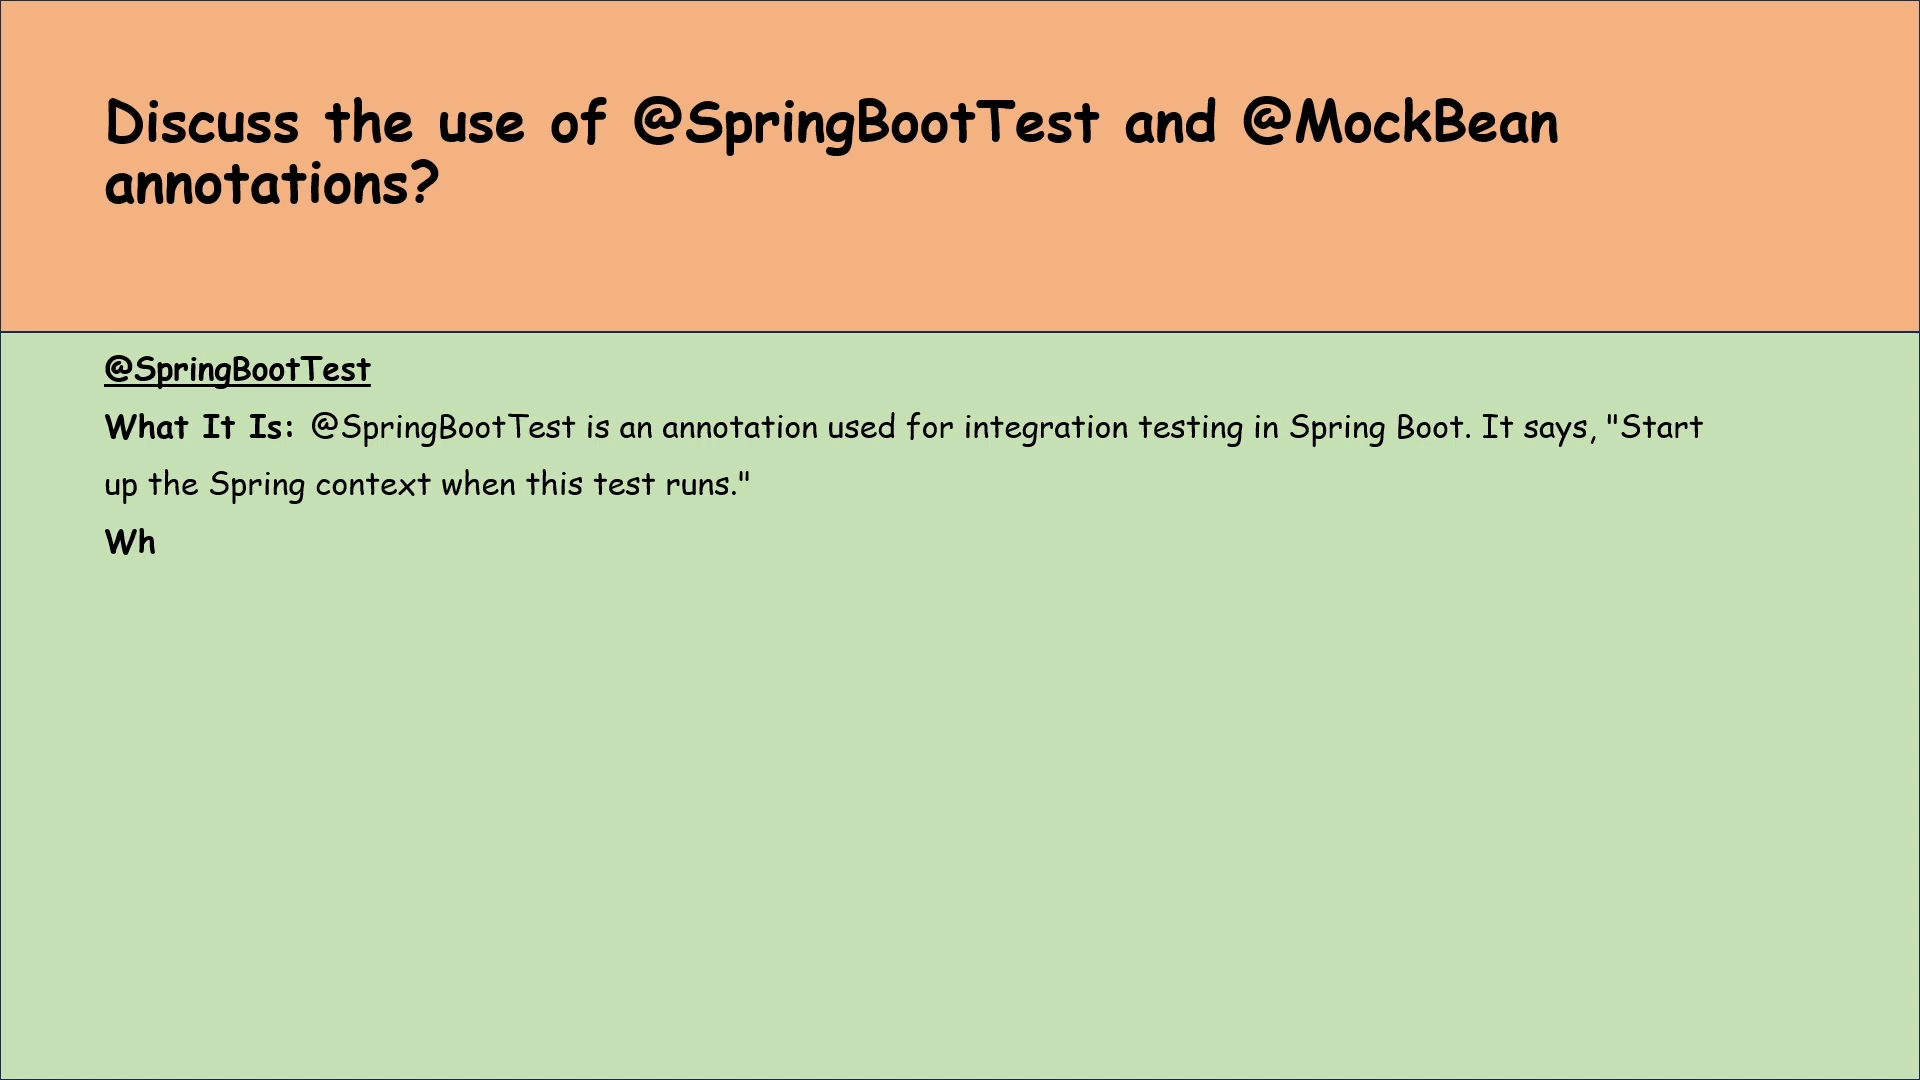 Discuss the use of @SpringBootTest and @MockBean
annotations?
@SpringBootTest
What It Is: @SpringBootTest is an annotation used for integration testing in Spring Boot. It says, "Start
up the Spring context when this test runs."
Wh